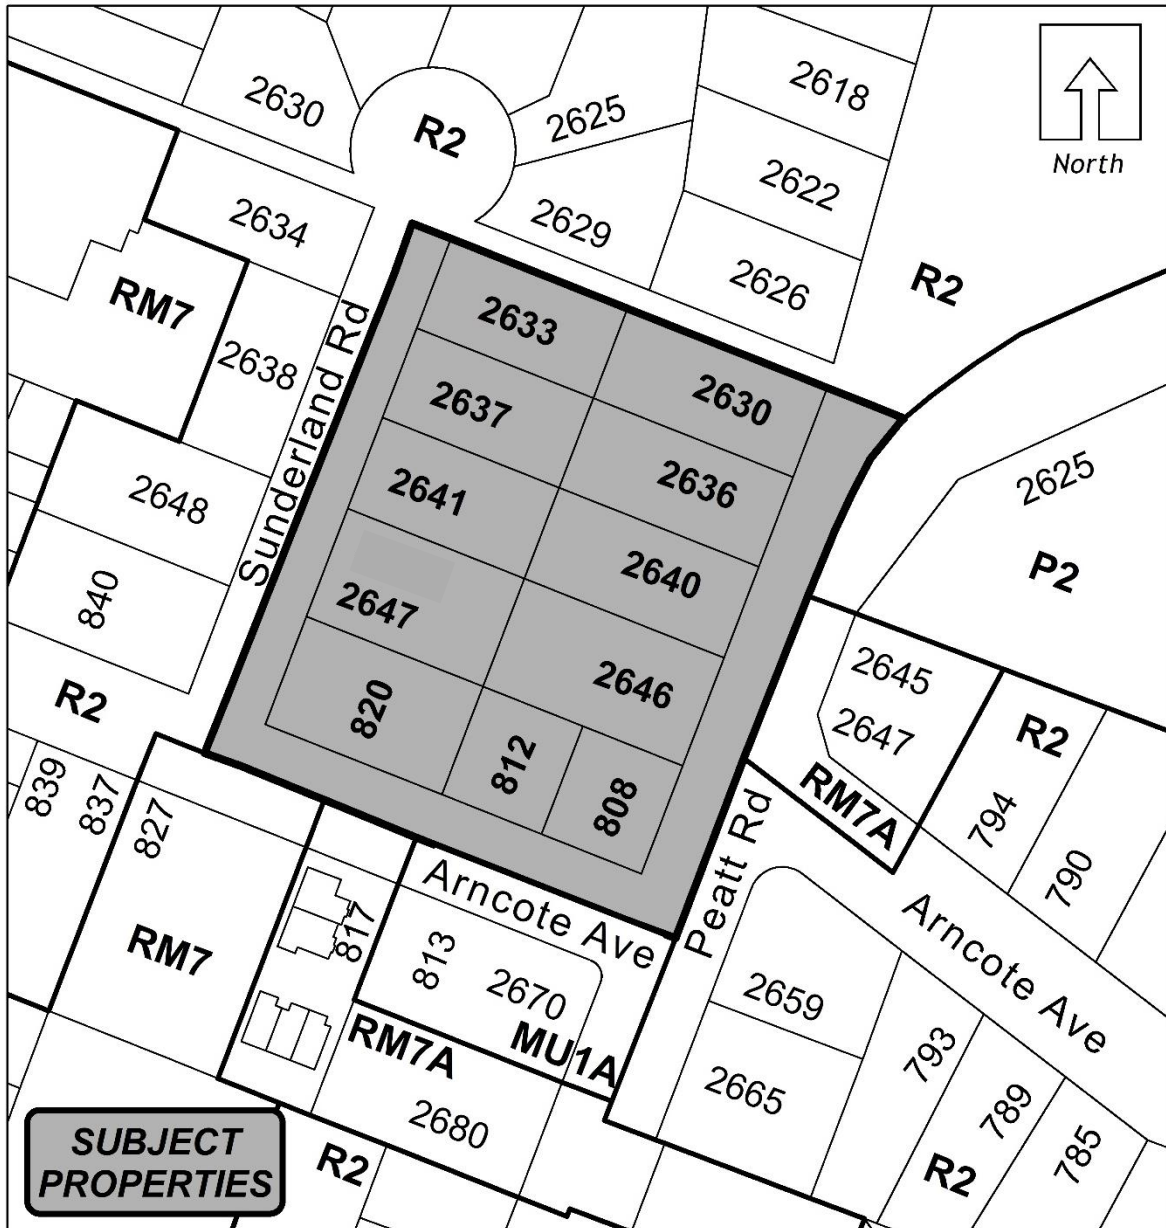 2630
R2
2625
2618
North
2622
2634
2629
2626
R2
RM7
2633
2638
Sunderland Rd
2630
2637
2636
2625
2641
2648
2640
P2
840
2647
2646
2645
2647
R2
820
R2
812
808
RM7A
794
790
839
837
827
Peatt Rd
Arncote Ave
Arncote Ave
817
RM7
813
2670
2659
MU1A
RM7A
793
2665
789
2680
785
R2
R2
SUBJECT
PROPERTIES